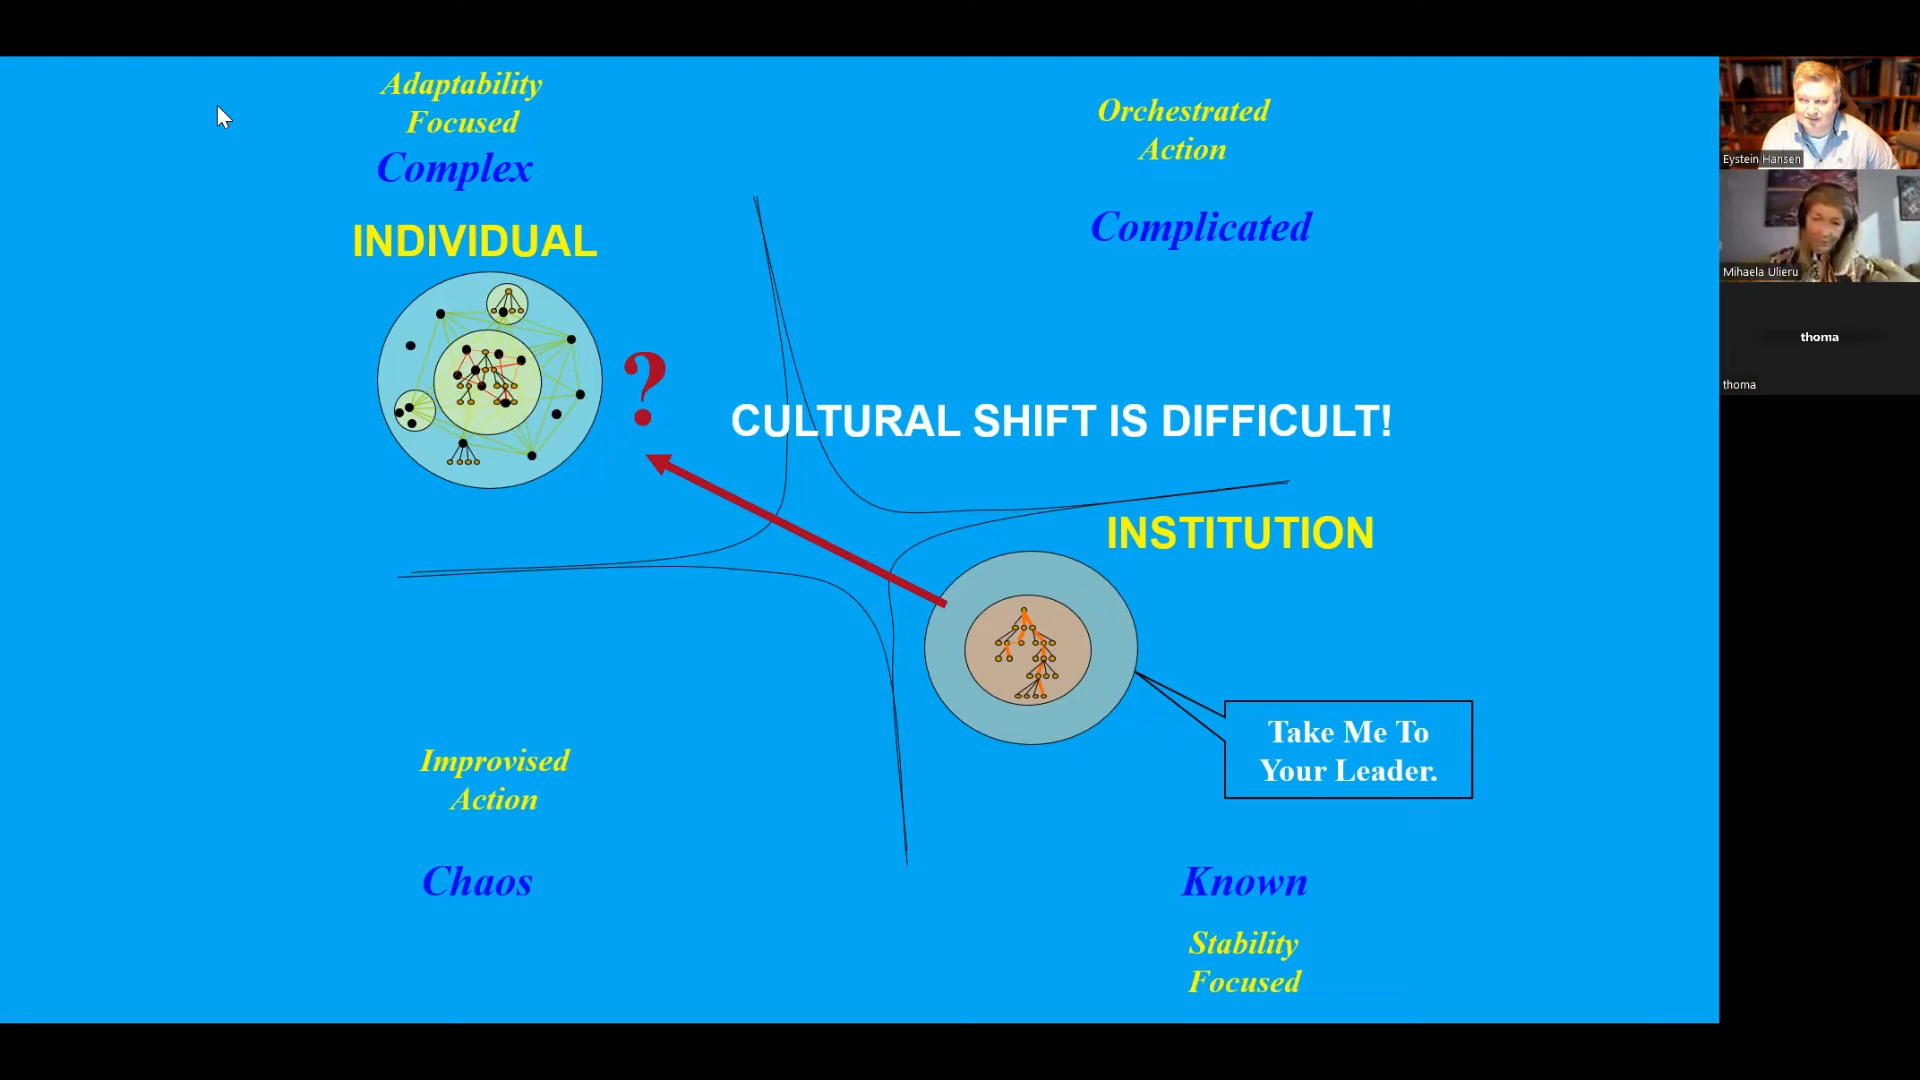 Adaptability
Focused
Complex
INDIVIDUAL
Orchestrated
Action
Complicated
?
CULTURAL SHIFT IS DIFFICULT!
INSTITUTION
Take Me To
Your Leader.
Improvised
Action
Chaos
Known
Stability
Focused
Eystein Hansen
Mihaela Ulieru
thoma
thoma